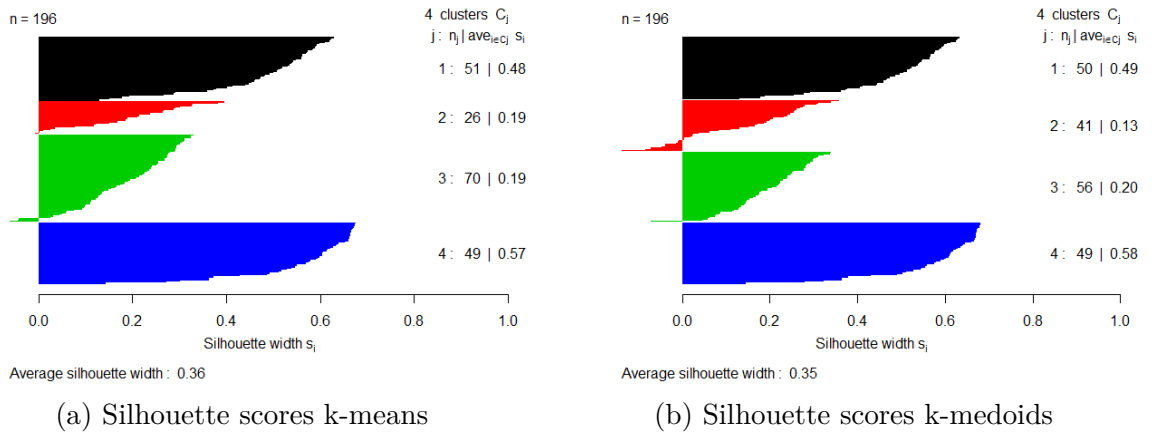 n = 196
4 clusters Cj
j : nj | avei∈Cj si
1 : 51 | 0.48
2 : 26 | 0.19
3 : 70 | 0.19
4 : 49 | 0.57
0.0 0.2 0.4 0.6 0.8 1.0
Silhouette width si
Average silhouette width : 0.36
(a) Silhouette scores k-means
n = 196
4 clusters Cj
j : nj | avei∈Cj si
1 : 50 | 0.49
2 : 41 | 0.13
3 : 56 | 0.20
4 : 49 | 0.58
0.0 0.2 0.4 0.6 0.8 1.0
Silhouette width si
Average silhouette width : 0.35
(b) Silhouette scores k-medoids